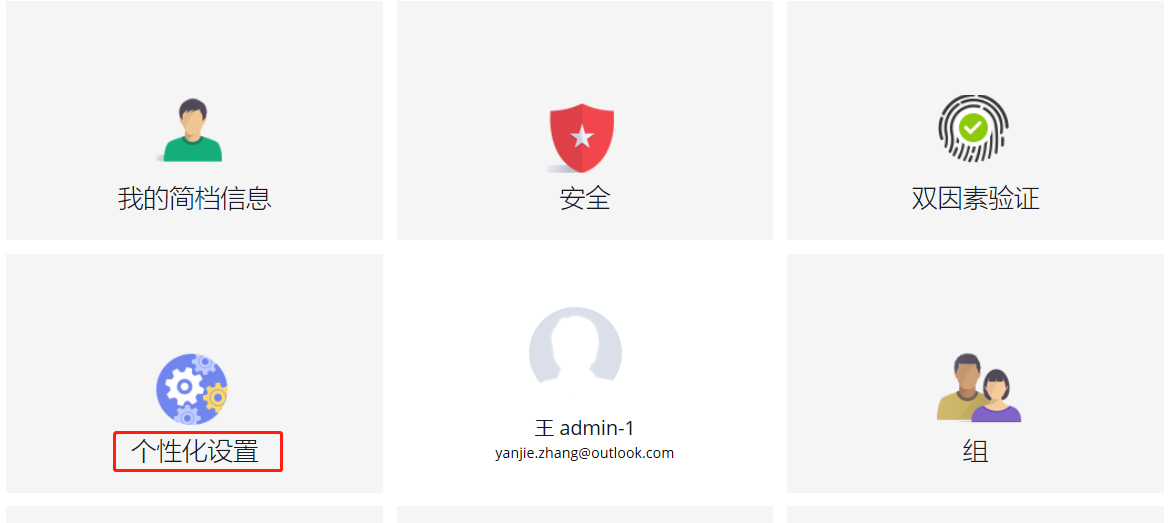 我的简档信息
安全
双因素验证
个性化设置
王 admin-1
yanjie.zhang@outlook.com
组